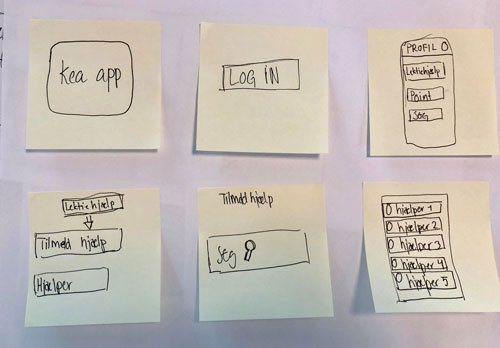 kea app
LOG IN
PROFIL
Lektiehjælp
Point
Søg
Lektiehjælp
Tilmeld hjælp
Hjælper
Tilmeld hjælp
Søg
hjælper 1
hjælper 2
hjælper 3
hjælper 4
hjælper 5